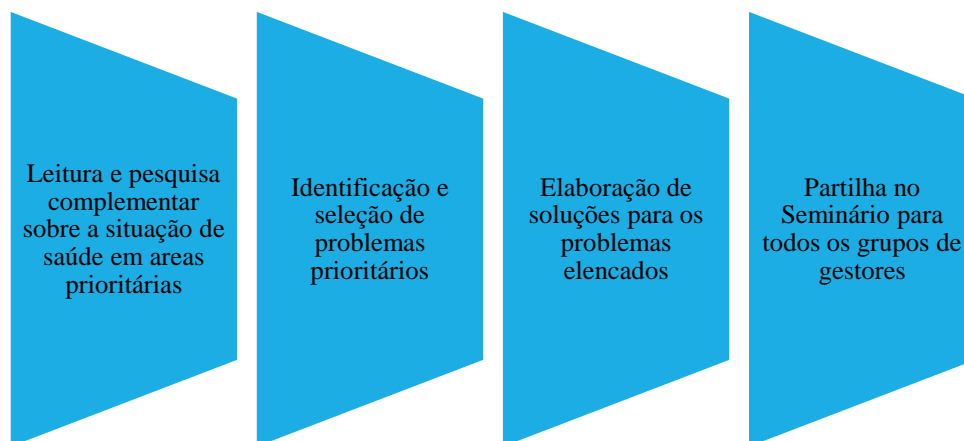 Leitura e pesquisa
complementar
sobre a situação de
saúde em areas
prioritárias
Identificação e
seleção de
problemas
prioritários
Elaboração de
soluções para os
problemas
elencados
Partilha no
Seminário para
todos os grupos de
gestores